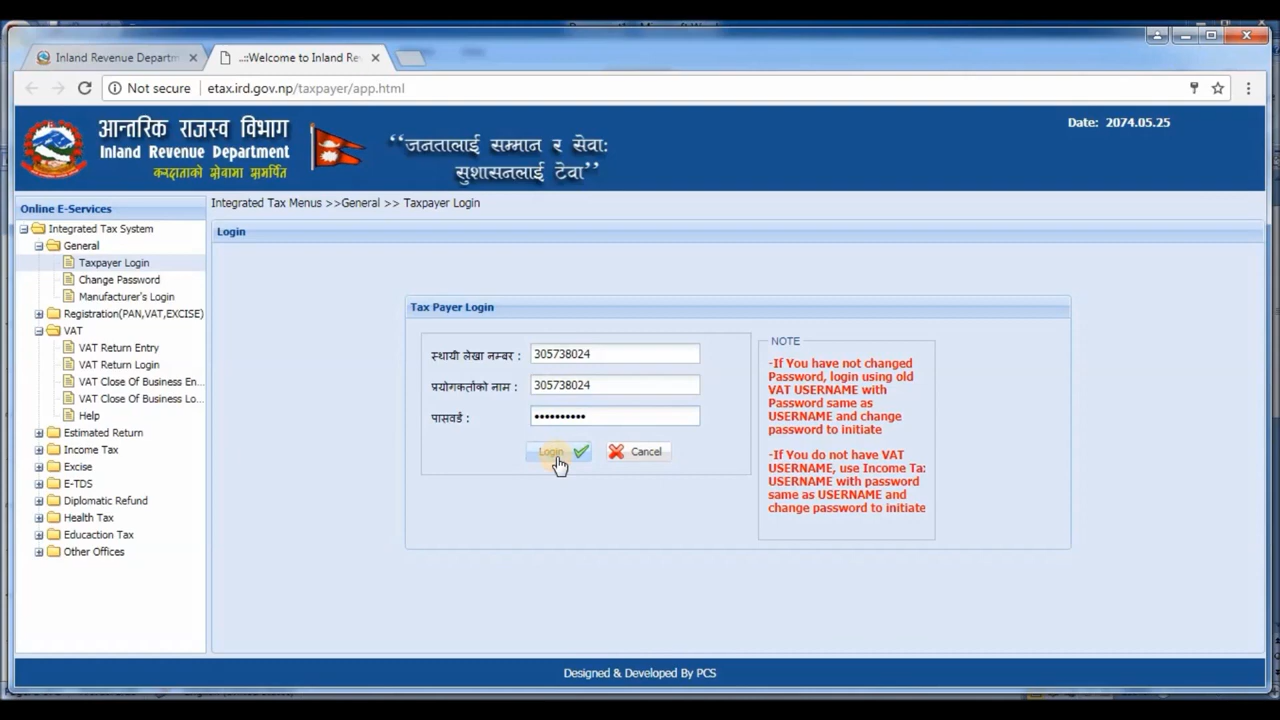 Inland Revenue Departm
..::Welcome to Inland Re
Not secure
etax.ird.gov.np/taxpayer/app.html
आन्तरिक राजस्व विभाग
Inland Revenue Department
करदाताको सेवामा समर्पित
“जनतालाई सम्मान र सेवा:
सुशासनलाई टेवा”
Date: 2074.05.25
Online E-Services
Integrated Tax System
General
Taxpayer Login
Change Password
Manufacturer's Login
Registration(PAN,VAT,EXCISE)
VAT
VAT Return Entry
VAT Return Login
VAT Close Of Business En...
VAT Close Of Business Lo...
Help
Estimated Return
Income Tax
Excise
E-TDS
Diplomatic Refund
Health Tax
Educaction Tax
Other Offices
Integrated Tax Menus >>General >> Taxpayer Login
Login
Tax Payer Login
स्थायी लेखा नम्बर : 305738024
प्रयोगकर्ताको नाम : 305738024
पासवर्ड : ••••••••••
Login
Cancel
NOTE
-If You have not changed
Password, login using old
VAT USERNAME with
Password same as
USERNAME and change
password to initiate
-If You do not have VAT
USERNAME, use Income Ta:
USERNAME with password
same as USERNAME and
change password to initiate
Designed & Developed By PCS